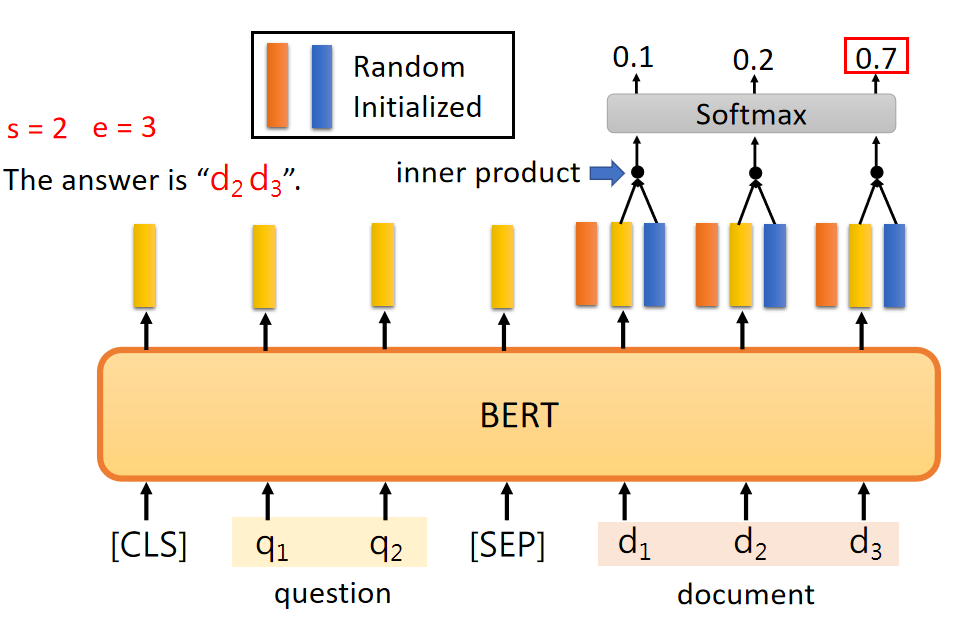 0.1 0.2 0.7
Random
Initialized
Softmax
s = 2 e = 3
inner product
The answer is “d₂ d₃”.
BERT
[CLS] q₁ q₂ [SEP] d₁ d₂ d₃
question document